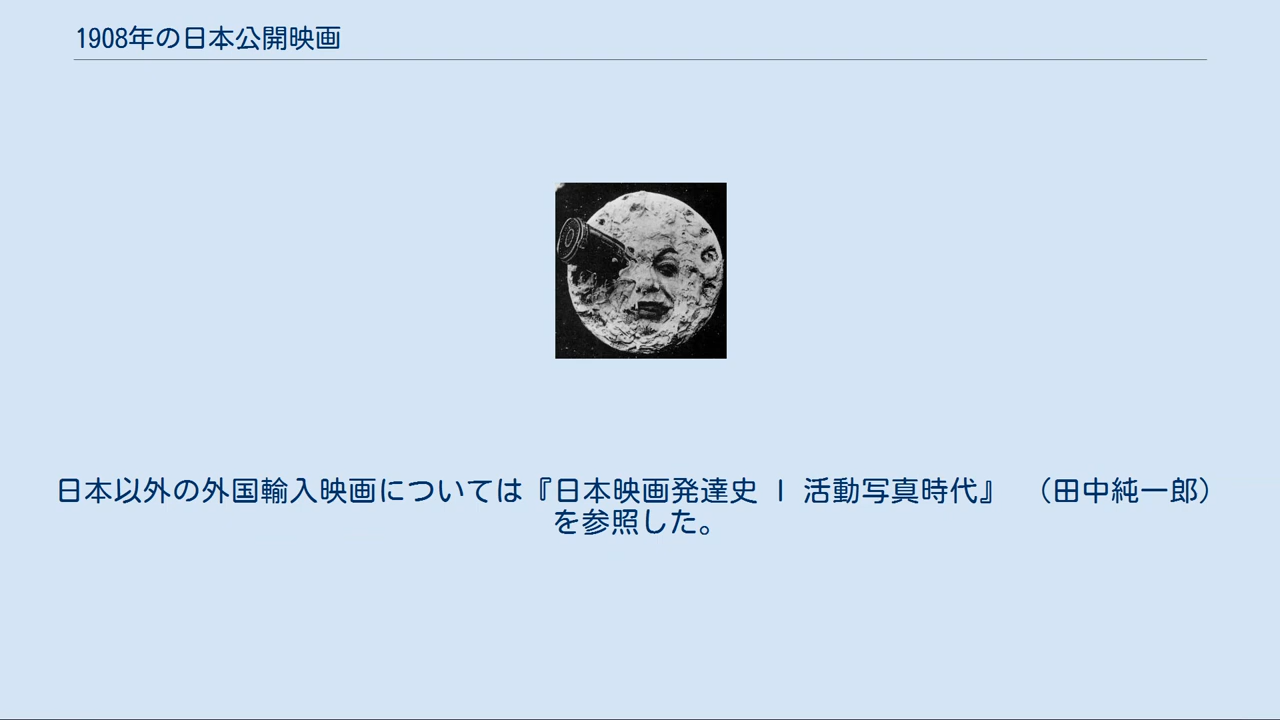 1908年の日本公開映画
日本以外の外国輸入映画については『日本映画発達史 Ⅰ 活動写真時代』 （田中純一郎）
を参照した。